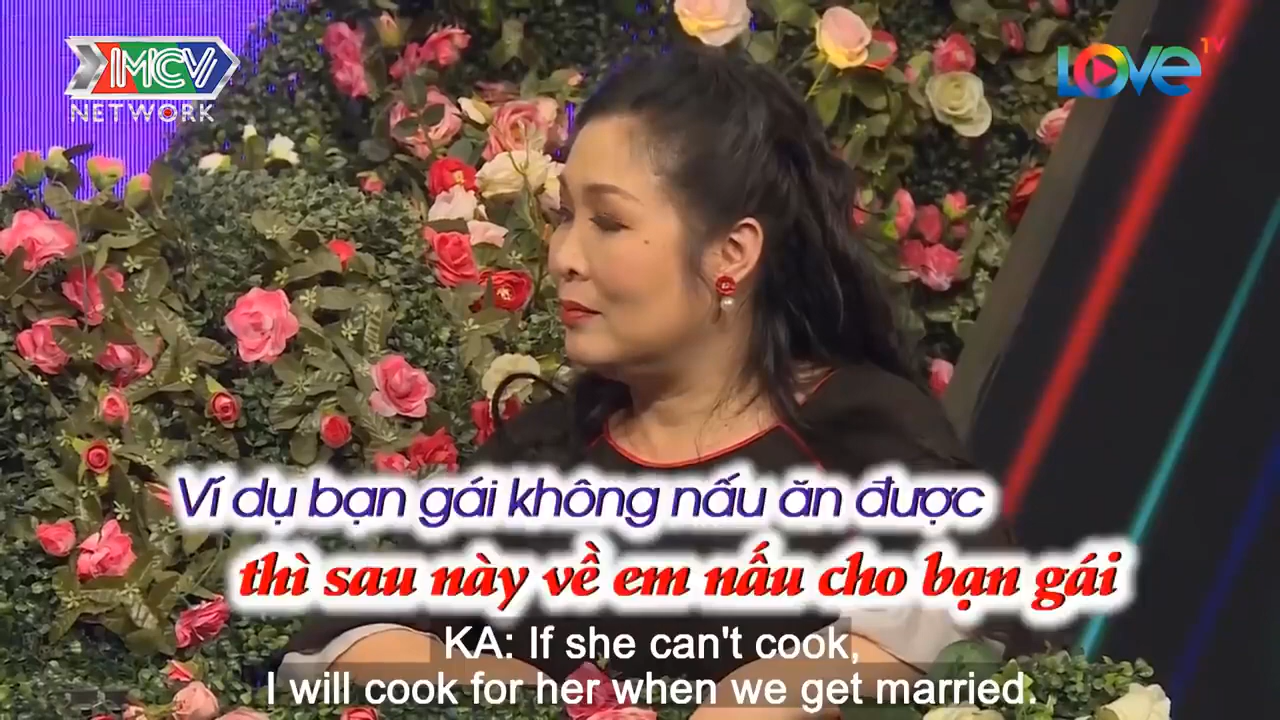 MCV
NETWORK
LOVE TV
Ví dụ bạn gái không nấu ăn được
thì sau này về em nấu cho bạn gái
KA: If she can't cook,
I will cook for her when we get married.